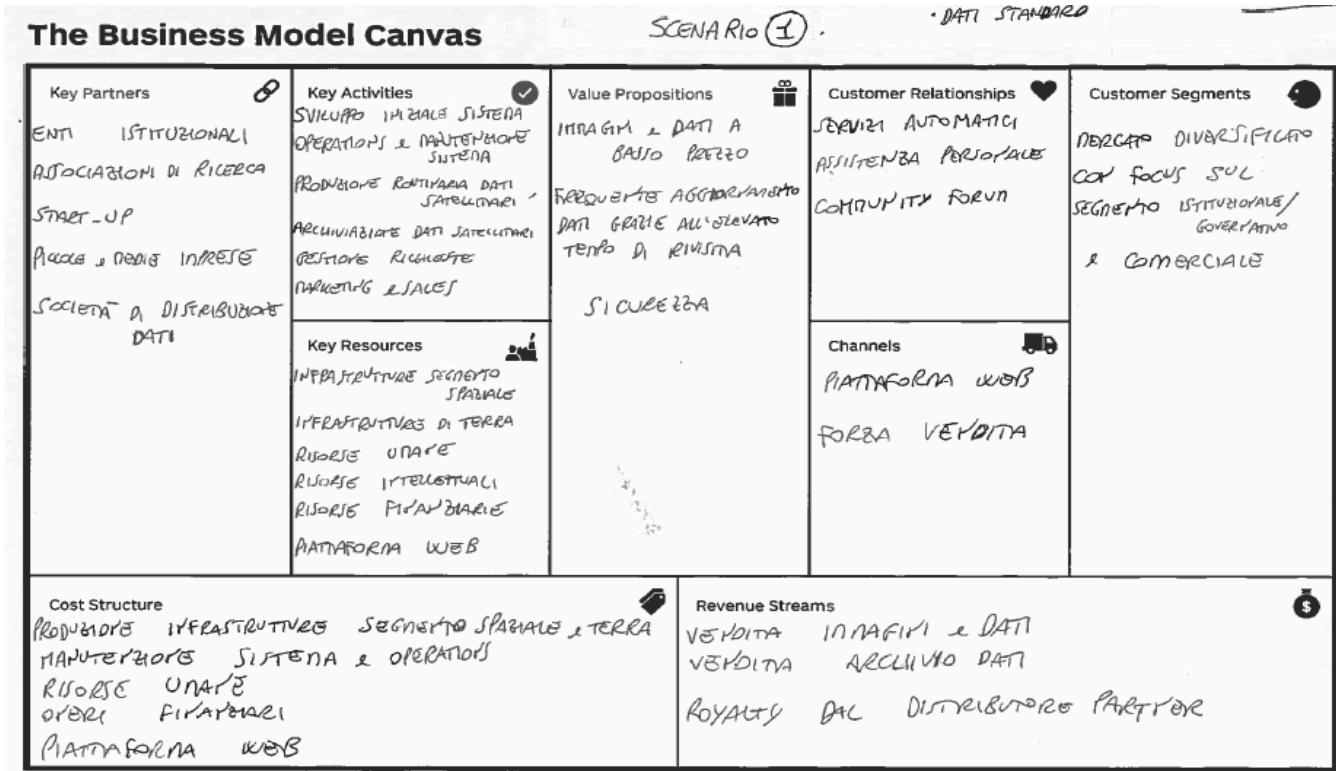 The Business Model Canvas
SCENARIO 1.
· DATI STANDARD
Key Partners
ENTI ISTITUZIONALI
ASSOCIAZIONI DI RICERCA
START-UP
PICCOLE e MEDIE IMPRESE
SOCIETÀ DI DISTRIBUZIONE
DATI
Key Activities
SVILUPPO INIZIALE SISTEMA
OPERATIONS e MANUTENZIONE
SISTEMA
PRODUZIONE ROUTINARIA DATI
SATELLITARI
ARCHIVIAZIONE DATI SATELLITARI
GESTIONE RICHIESTE
MARKETING e SALES
Key Resources
INFRASTRUTTURE SEGMENTO
SPAZIALE
INFRASTRUTTURE DI TERRA
RISORSE UMANE
RISORSE INTELLETTUALI
RISORSE FINANZIARIE
PIATTAFORMA WEB
Value Propositions
IMMAGINI e DATI A
BASSO PREZZO
FREQUENTE AGGIORNAMENTO
DATI GRAZIE ALL'ELEVATO
TEMPO DI RIVISITA
SICUREZZA
Customer Relationships
SERVIZI AUTOMATICI
ASSISTENZA PERSONALE
COMMUNITY FORUM
Channels
PIATTAFORMA WEB
FORZA VENDITA
Customer Segments
MERCATO DIVERSIFICATO
CON FOCUS SUL
SEGMENTO ISTITUZIONALE/
GOVERNATIVO
e COMERCIALE
Cost Structure
PRODUZIONE INFRASTRUTTURE SEGMENTO SPAZIALE e TERRA
MANUTENZIONE SISTEMA e OPERATIONS
RISORSE UMANE
ONERI FINANZIARI
PIATTAFORMA WEB
Revenue Streams
VENDITA IMMAGINI e DATI
VENDITA ARCHIVIO DATI
ROYALTY DAL DISTRIBUTORE PARTNER